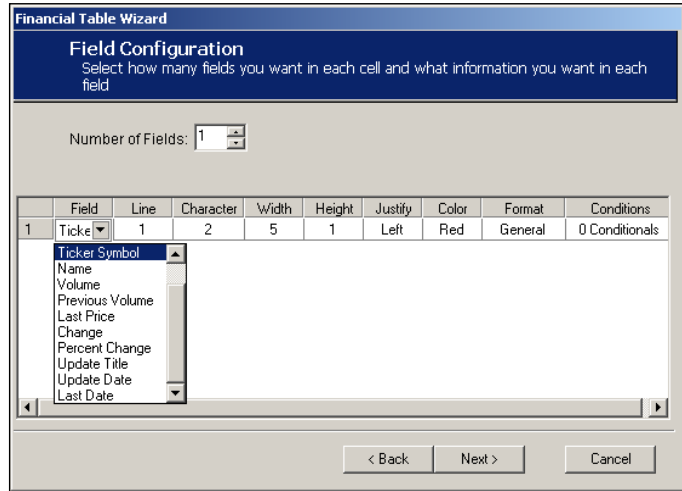 Financial Table Wizard
Field Configuration
Select how many fields you want in each cell and what information you want in each
field
Number of Fields: 1
Field Line Character Width Height Justify Color Format Conditions
1 Ticke 1 2 5 1 Left Red General 0 Conditionals
Ticker Symbol
Name
Volume
Previous Volume
Last Price
Change
Percent Change
Update Title
Update Date
Last Date
< Back Next > Cancel